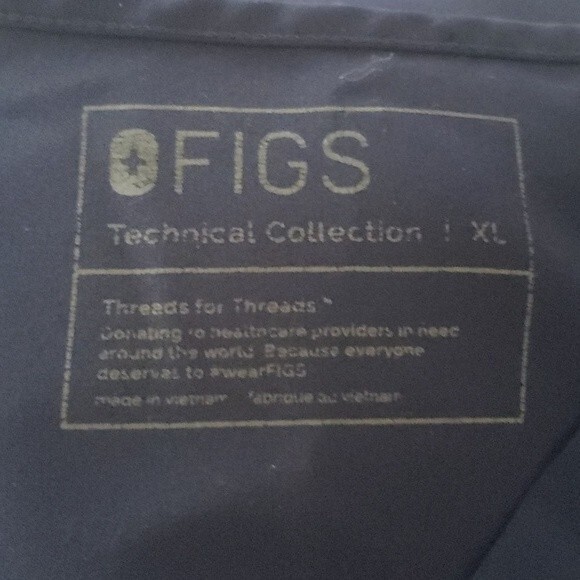 FIGS
Technical Collection | XL
Threads for Threads™
Donating to healthcare providers in need
around the world. Because everyone
deserves to #wearFIGS
made in vietnam fabriqué au vietnam